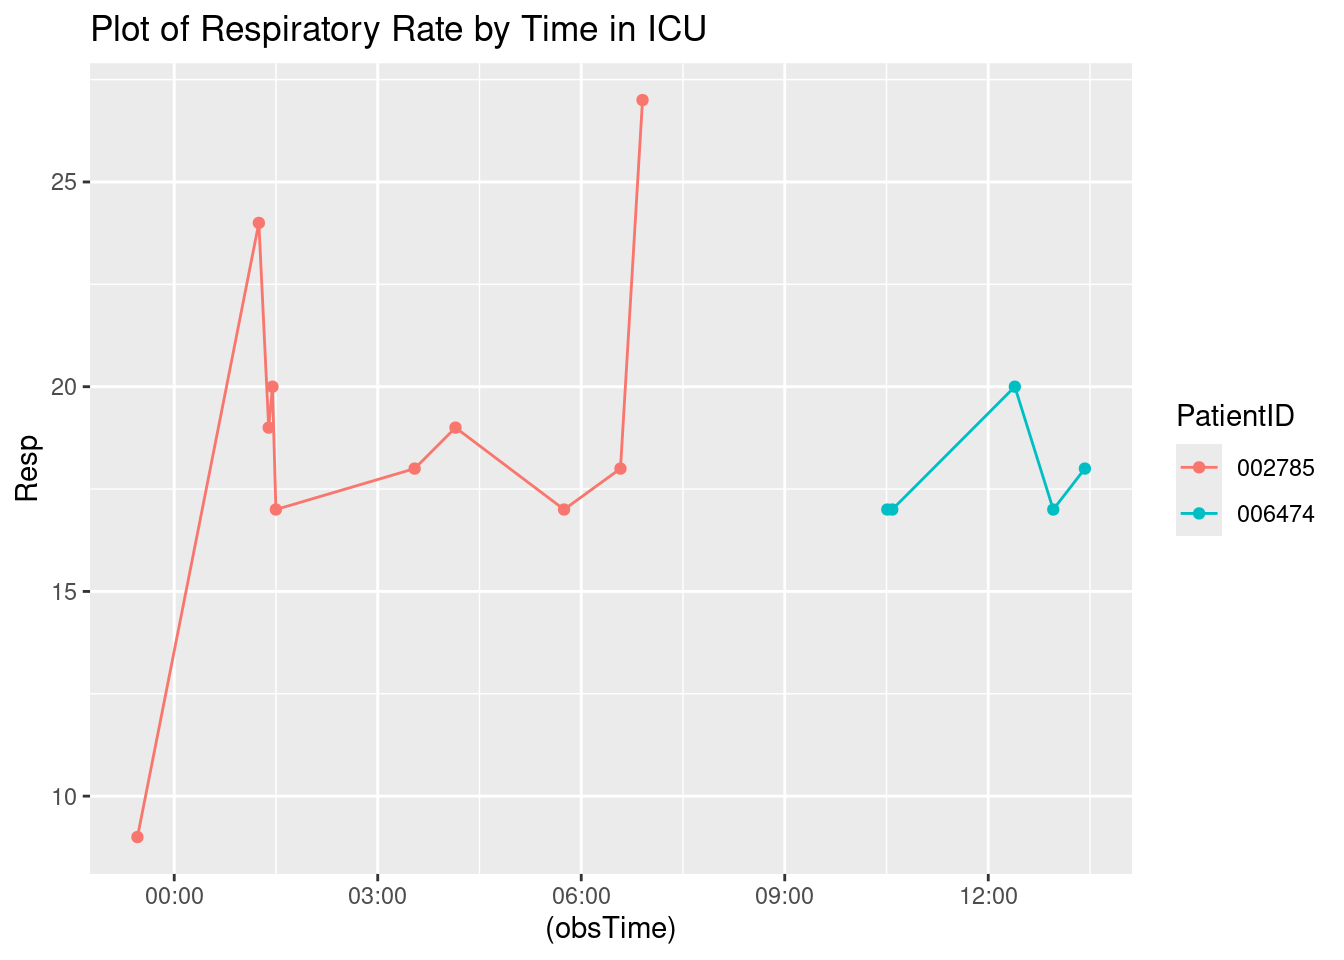 Plot of Respiratory Rate by Time in ICU
25
20
15
10
Resp
00:00 03:00 06:00 09:00 12:00
(obsTime)
PatientID
002785
006474